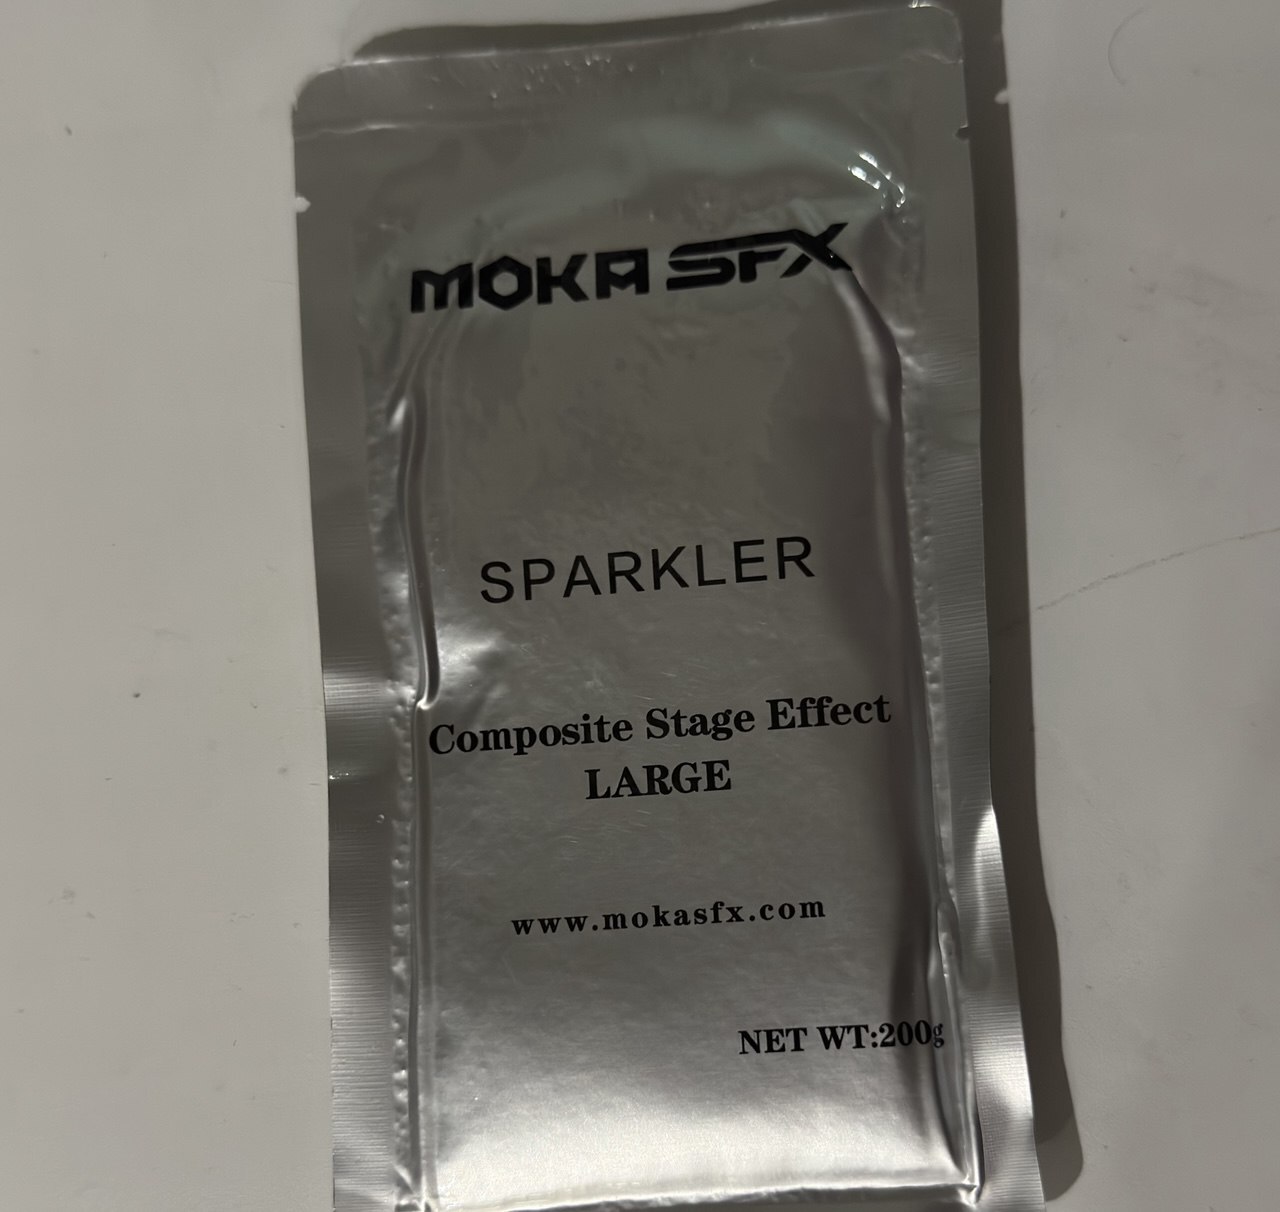 MOKA SFX
SPARKLER
Composite Stage Effect
LARGE
www.mokasfx.com
NET WT:200g